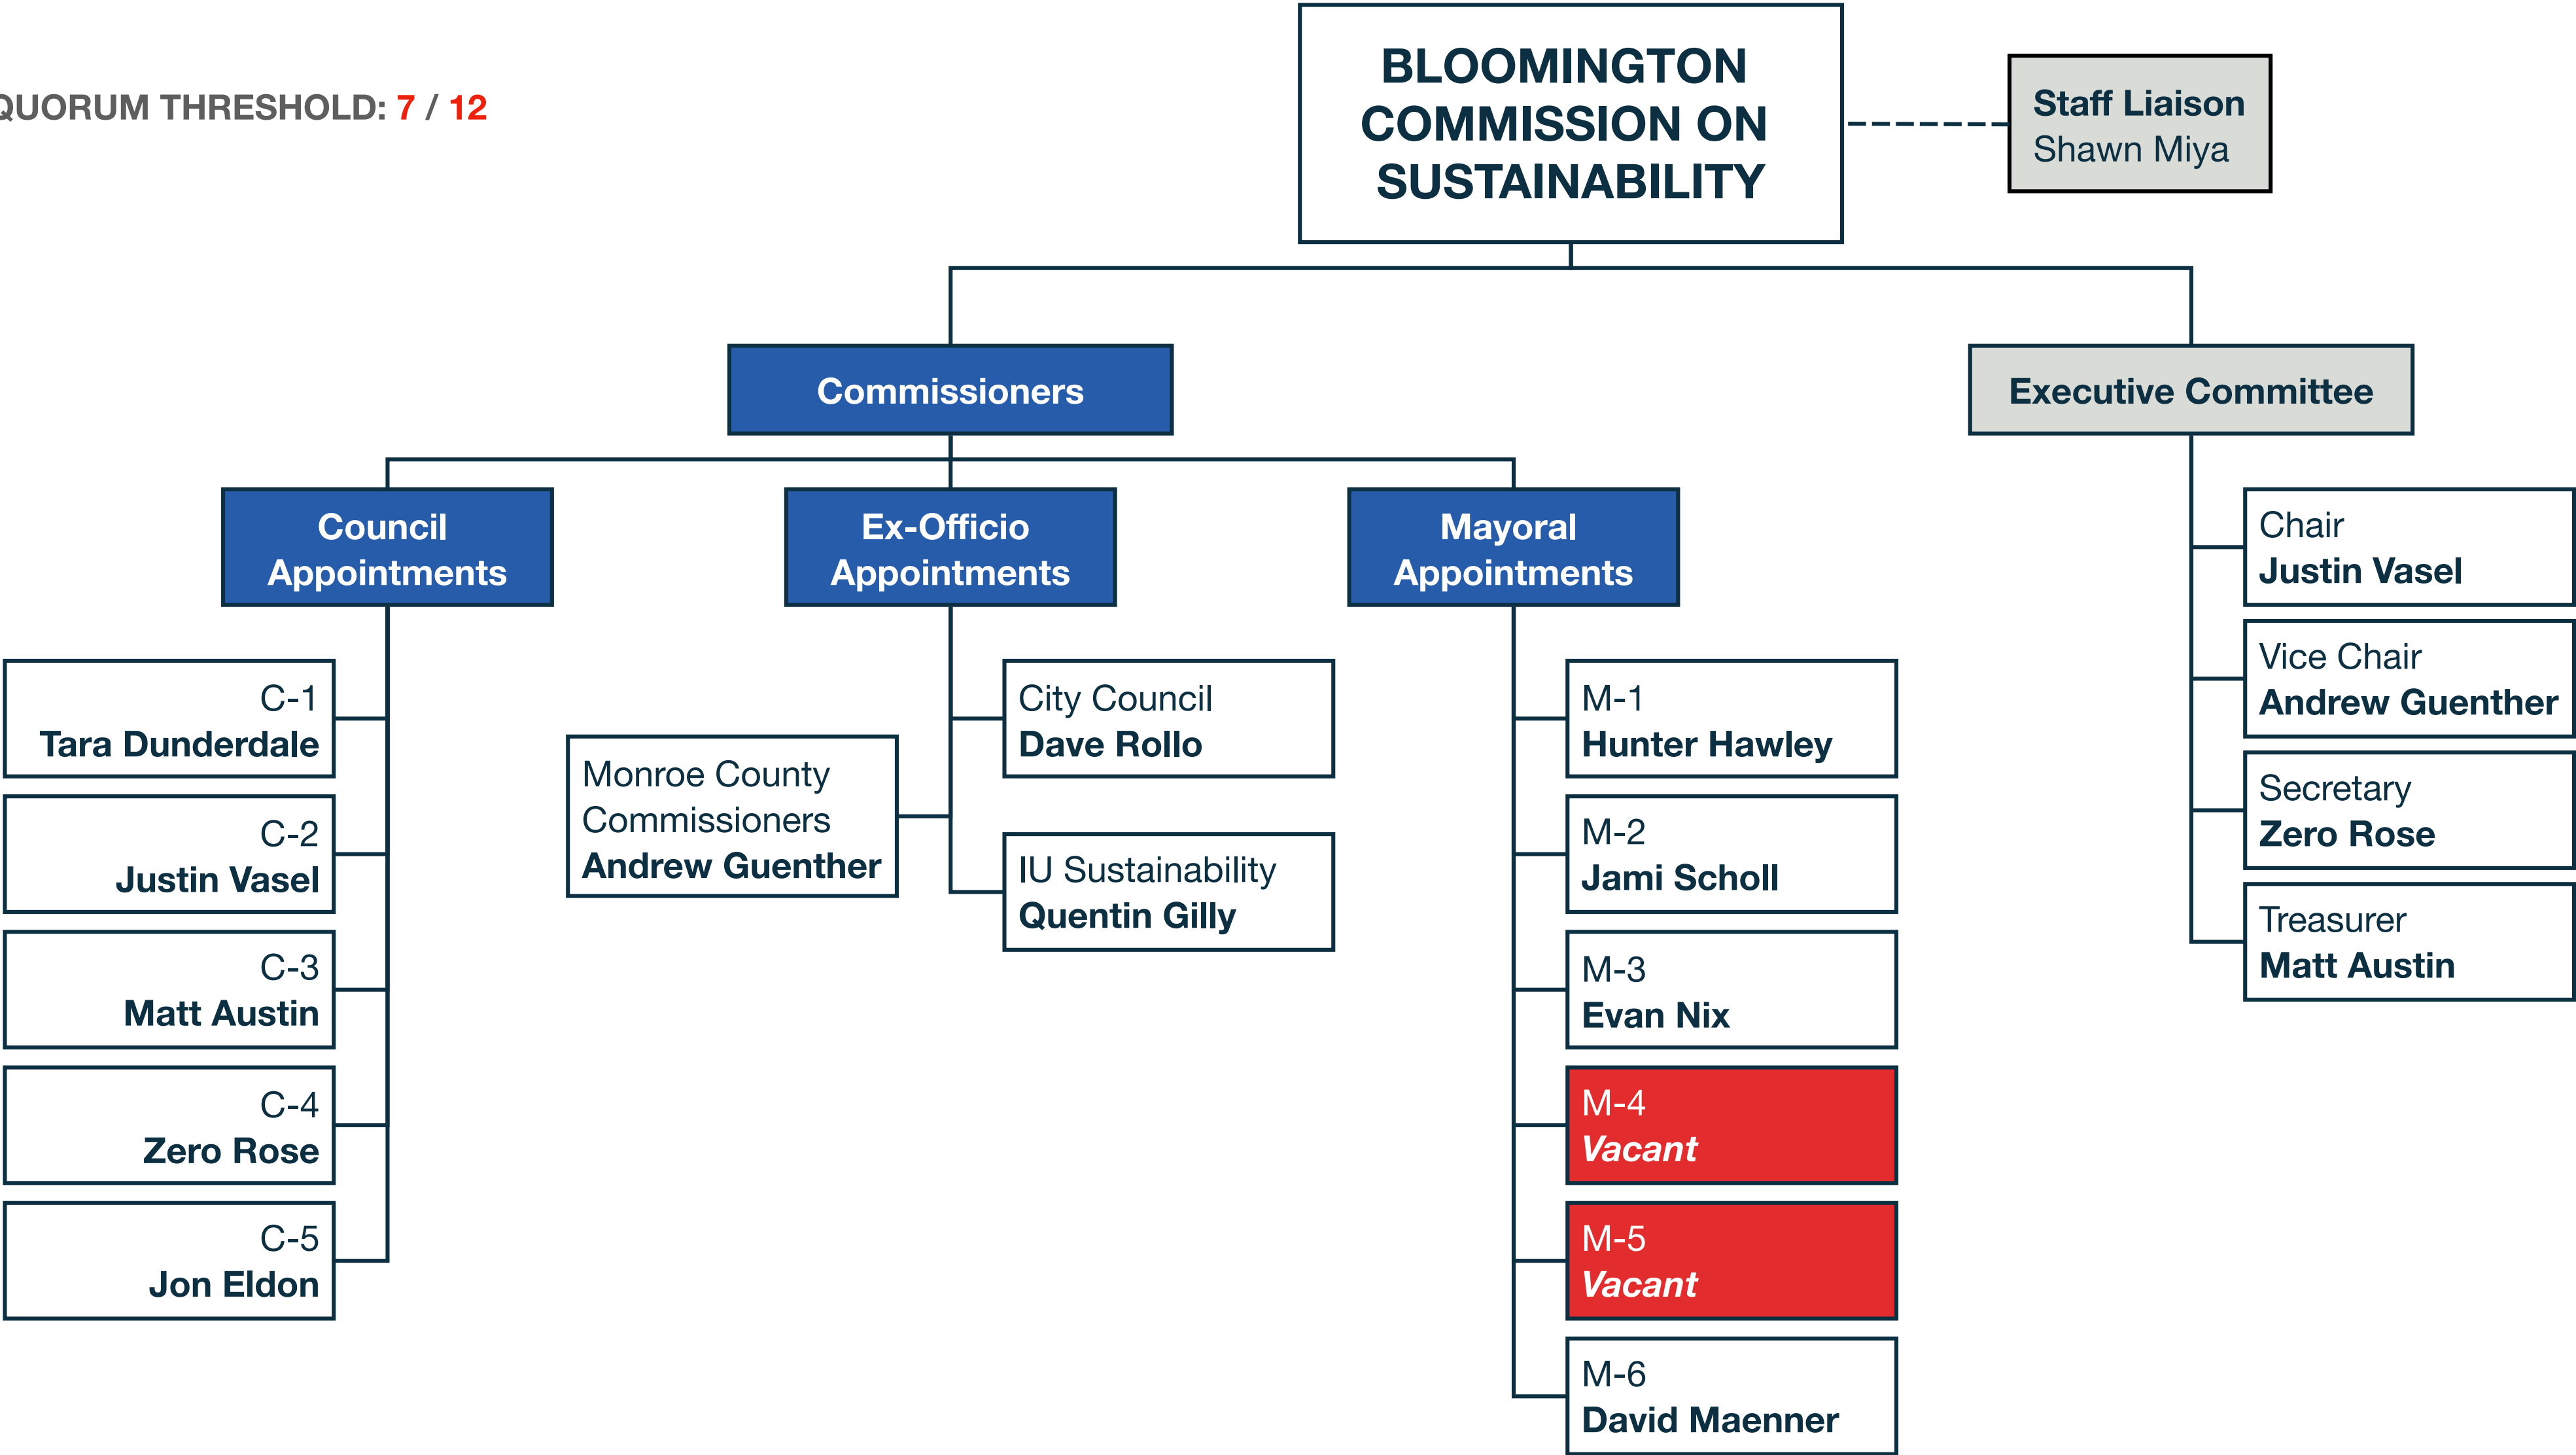 QUORUM THRESHOLD: 7 / 12
BLOOMINGTON
COMMISSION ON
SUSTAINABILITY
Staff Liaison
Shawn Miya
Commissioners
Executive Committee
Council
Appointments
Ex-Officio
Appointments
Mayoral
Appointments
C-1
Tara Dunderdale
C-2
Justin Vasel
C-3
Matt Austin
C-4
Zero Rose
C-5
Jon Eldon
Monroe County
Commissioners
Andrew Guenther
City Council
Dave Rollo
IU Sustainability
Quentin Gilly
M-1
Hunter Hawley
M-2
Jami Scholl
M-3
Evan Nix
M-4
Vacant
M-5
Vacant
M-6
David Maenner
Chair
Justin Vasel
Vice Chair
Andrew Guenther
Secretary
Zero Rose
Treasurer
Matt Austin